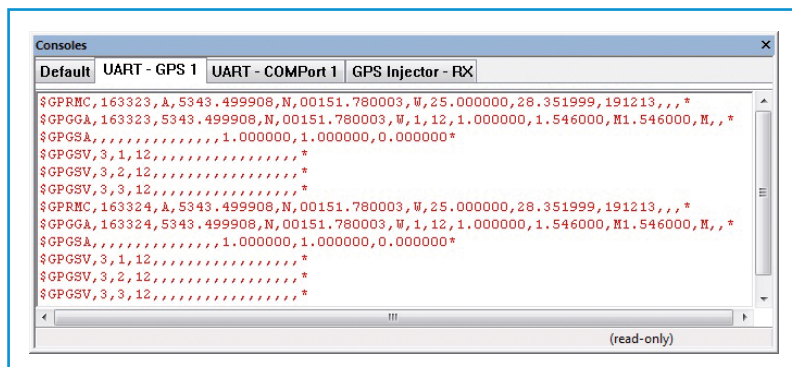 Consoles
Default UART - GPS 1 UART - COMPort 1 GPS Injector - RX
$GPRMC,163323,A,5343.499908,N,00151.780003,W,25.000000,28.351999,191213,,,*
$GPGGA,163323,5343.499908,N,00151.780003,W,1,12,1.000000,1.546000,M1.546000,M,,*
$GPGSA,,,,,,,,,,,,,,,1.000000,1.000000,0.000000*
$GPGSV,3,1,12,,,,,,,,,,,,,,,,,*
$GPGSV,3,2,12,,,,,,,,,,,,,,,,,*
$GPGSV,3,3,12,,,,,,,,,,,,,,,,,*
$GPRMC,163324,A,5343.499908,N,00151.780003,W,25.000000,28.351999,191213,,,*
$GPGGA,163324,5343.499908,N,00151.780003,W,1,12,1.000000,1.546000,M1.546000,M,,*
$GPGSA,,,,,,,,,,,,,,,1.000000,1.000000,0.000000*
$GPGSV,3,1,12,,,,,,,,,,,,,,,,,*
$GPGSV,3,2,12,,,,,,,,,,,,,,,,,*
$GPGSV,3,3,12,,,,,,,,,,,,,,,,,*
(read-only)